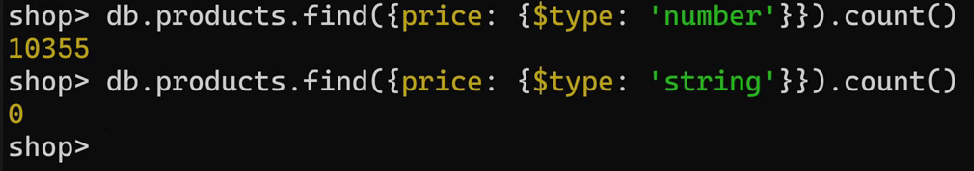 shop> db.products.find({price: {$type: 'number'}}).count()
10355
shop> db.products.find({price: {$type: 'string'}}).count()
0
shop>